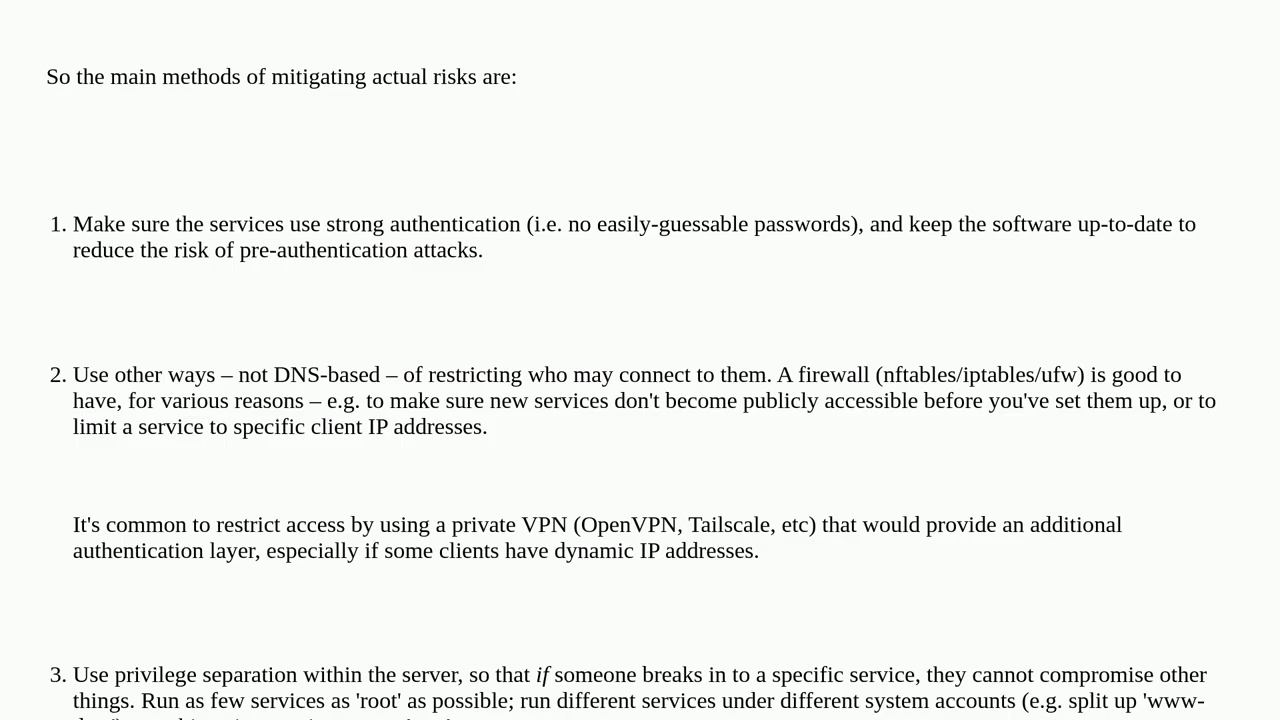 So the main methods of mitigating actual risks are:
1. Make sure the services use strong authentication (i.e. no easily-guessable passwords), and keep the software up-to-date to
reduce the risk of pre-authentication attacks.
2. Use other ways – not DNS-based – of restricting who may connect to them. A firewall (nftables/iptables/ufw) is good to
have, for various reasons – e.g. to make sure new services don't become publicly accessible before you've set them up, or to
limit a service to specific client IP addresses.
It's common to restrict access by using a private VPN (OpenVPN, Tailscale, etc) that would provide an additional
authentication layer, especially if some clients have dynamic IP addresses.
3. Use privilege separation within the server, so that if someone breaks in to a specific service, they cannot compromise other
things. Run as few services as 'root' as possible; run different services under different system accounts (e.g. split up 'www-